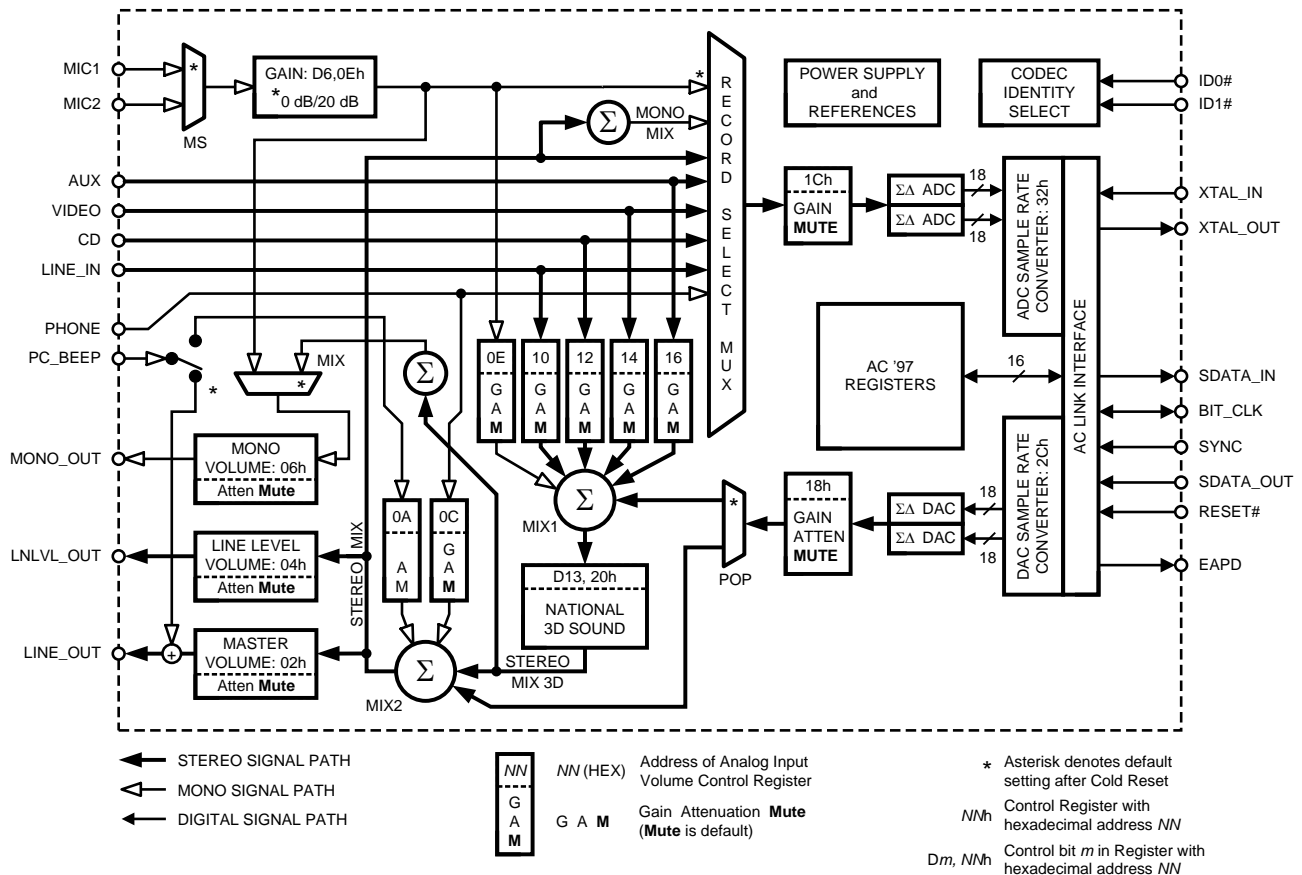 MIC1
MIC2
*
MS
GAIN: D6,0Eh
*0 dB/20 dB
*
Σ
MONO
MIX
RECORD SELECT MUX
POWER SUPPLY
and
REFERENCES
CODEC
IDENTITY
SELECT
ID0#
ID1#
AUX
VIDEO
CD
LINE_IN
PHONE
PC_BEEP
1Ch
GAIN
MUTE
ΣΔ ADC
ΣΔ ADC
18
18
ADC SAMPLE RATE
CONVERTER: 32h
AC LINK INTERFACE
XTAL_IN
XTAL_OUT
*
MIX
*
Σ
0E
G
A
M
10
G
A
M
12
G
A
M
14
G
A
M
16
G
A
M
AC '97
REGISTERS
16
SDATA_IN
BIT_CLK
SYNC
SDATA_OUT
RESET#
EAPD
MONO_OUT
MONO
VOLUME: 06h
Atten Mute
LNLVL_OUT
LINE LEVEL
VOLUME: 04h
Atten Mute
LINE_OUT
+
MASTER
VOLUME: 02h
Atten Mute
STEREO MIX
0A
A
M
0C
G
A
M
Σ
MIX1
D13, 20h
NATIONAL
3D SOUND
STEREO
MIX 3D
Σ
MIX2
*
POP
18h
GAIN
ATTEN
MUTE
ΣΔ DAC
ΣΔ DAC
18
18
DAC SAMPLE RATE
CONVERTER: 2Ch
STEREO SIGNAL PATH
MONO SIGNAL PATH
DIGITAL SIGNAL PATH
NN
G
A
M
NN (HEX)
Address of Analog Input
Volume Control Register
G A M
Gain Attenuation Mute
(Mute is default)
* Asterisk denotes default
setting after Cold Reset
NNh Control Register with
hexadecimal address NN
Dm, NNh Control bit m in Register with
hexadecimal address NN